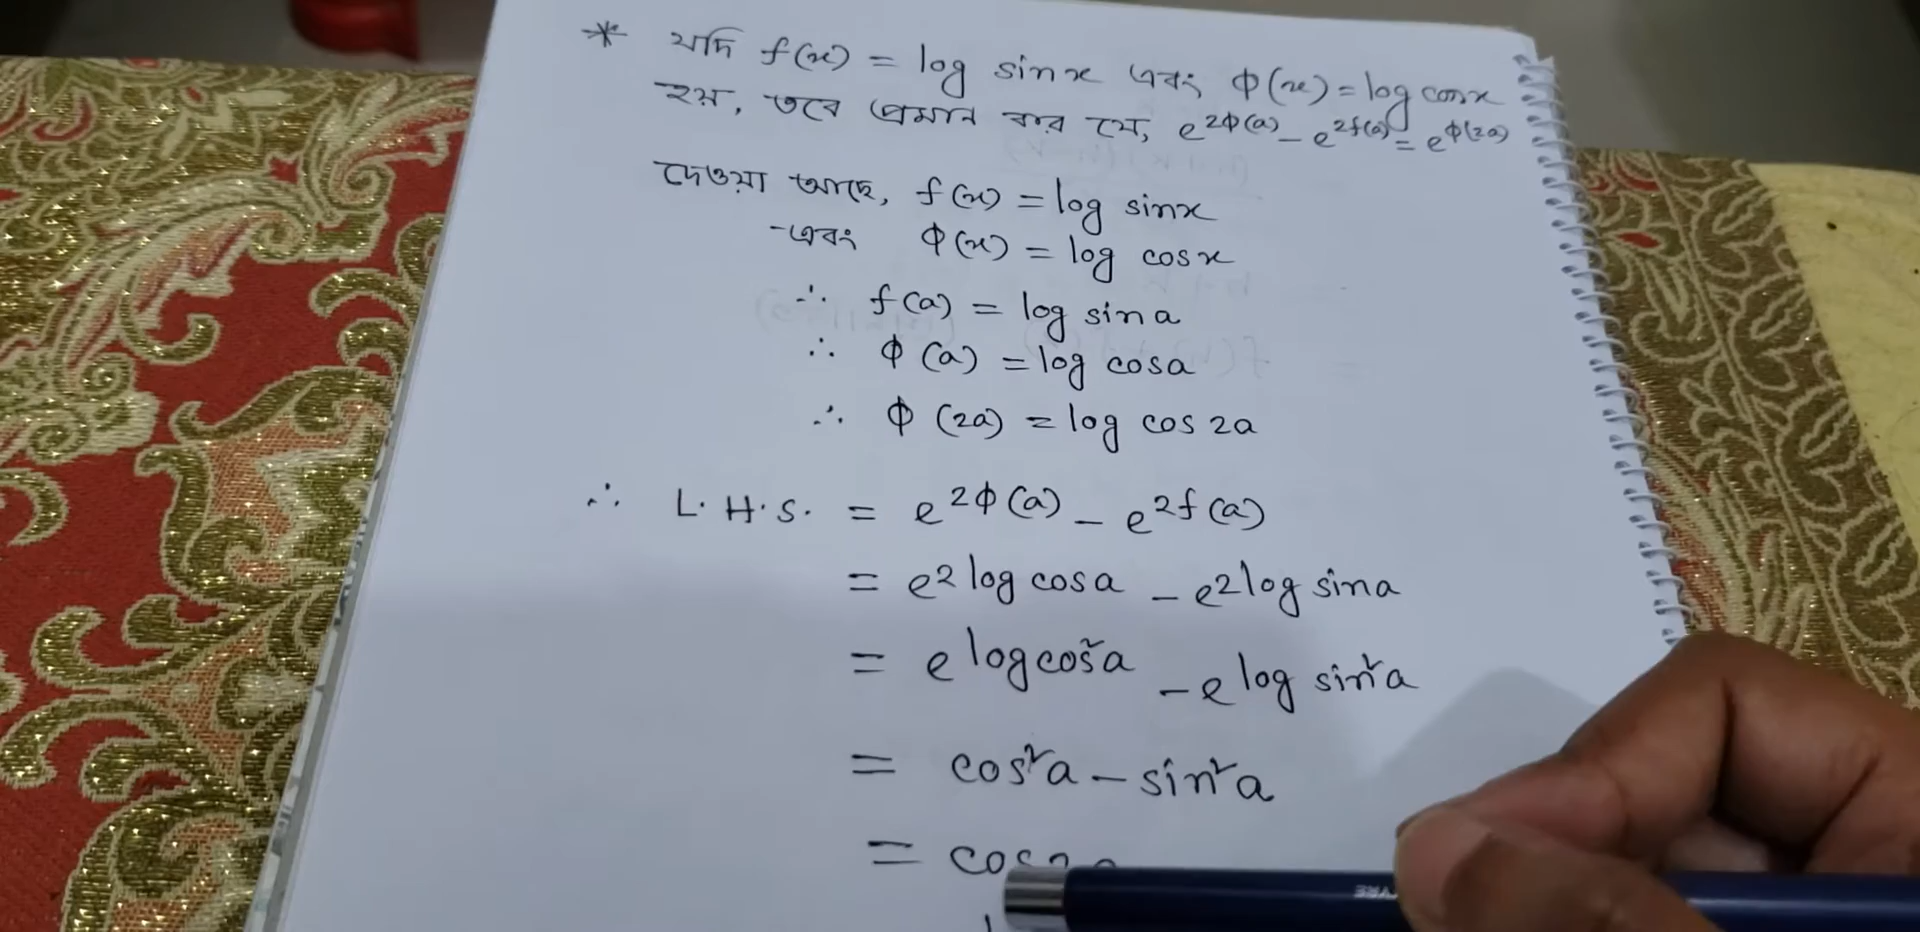 * যদি f(x) = log sinx এবং ϕ(x) = log cosx
হয়, তবে প্রমান কর যে, e^2ϕ(a) – e^2f(a) = e^ϕ(2a)
দেওয়া আছে, f(x) = log sinx
এবং ϕ(x) = log cosx
∴ f(a) = log sina
∴ ϕ(a) = log cosa
∴ ϕ(2a) = log cos2a
∴ L.H.S. = e^2ϕ(a) – e^2f(a)
= e^2 log cosa – e^2 log sina
= e^log cos²a – e^log sin²a
= cos²a – sin²a
=